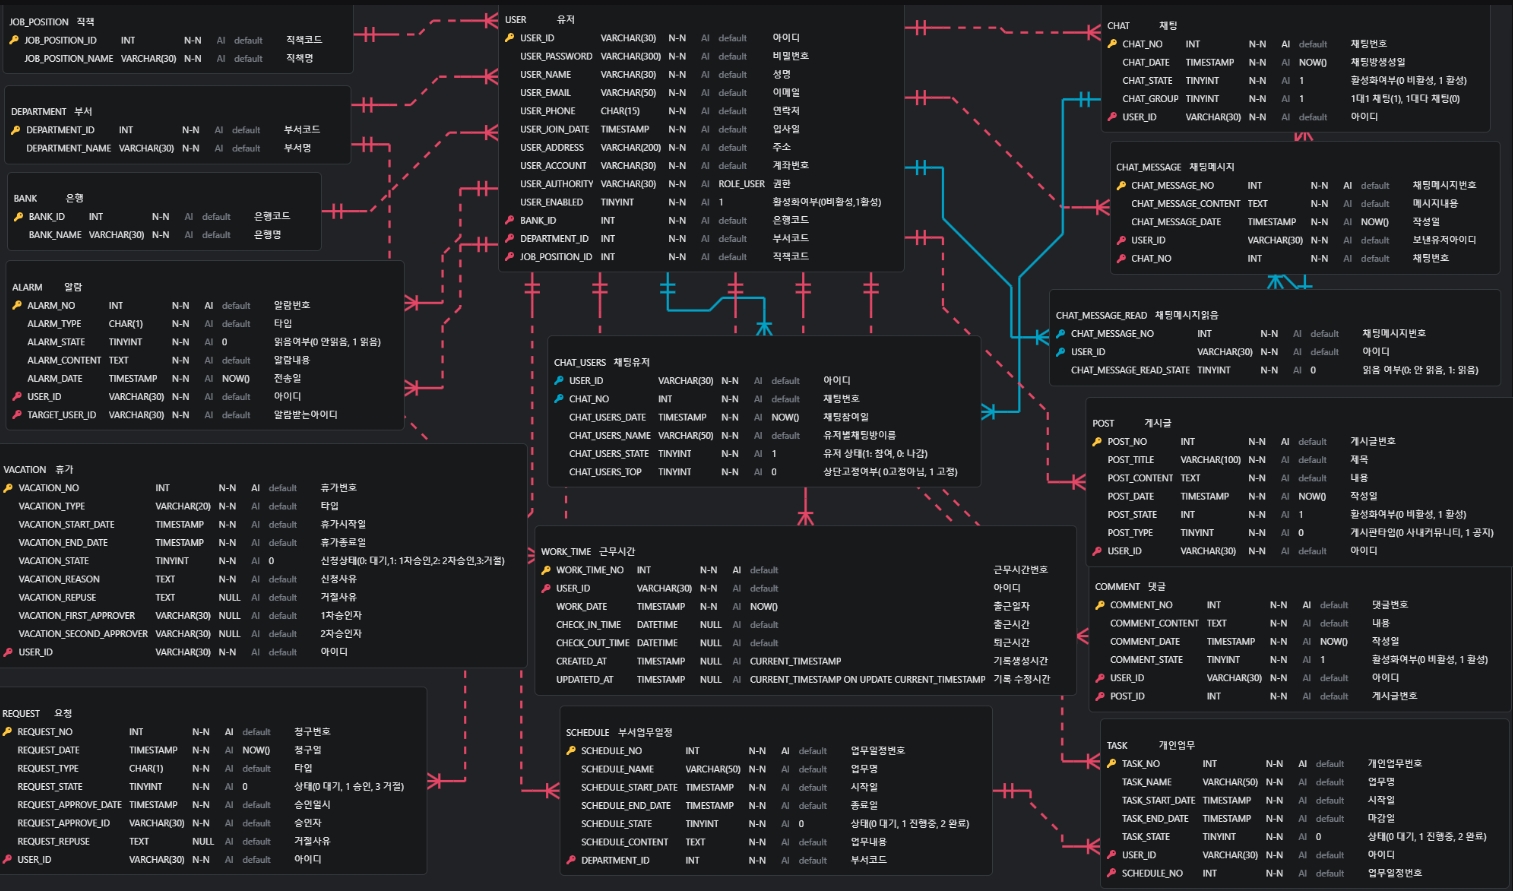 JOB_POSITION 직책
JOB_POSITION_ID INT N-N AI default 직책코드
JOB_POSITION_NAME VARCHAR(30) N-N AI default 직책명
DEPARTMENT 부서
DEPARTMENT_ID INT N-N AI default 부서코드
DEPARTMENT_NAME VARCHAR(30) N-N AI default 부서명
BANK 은행
BANK_ID INT N-N AI default 은행코드
BANK_NAME VARCHAR(30) N-N AI default 은행명
ALARM 알람
ALARM_NO INT N-N AI default 알람번호
ALARM_TYPE CHAR(1) N-N AI default 타입
ALARM_STATE TINYINT N-N AI 0 읽음여부(0 안읽음, 1 읽음)
ALARM_CONTENT TEXT N-N AI default 알람내용
ALARM_DATE TIMESTAMP N-N AI NOW() 전송일
USER_ID VARCHAR(30) N-N AI default 아이디
TARGET_USER_ID VARCHAR(30) N-N AI default 알람받는아이디
VACATION 휴가
VACATION_NO INT N-N AI default 휴가번호
VACATION_TYPE VARCHAR(20) N-N AI default 타입
VACATION_START_DATE TIMESTAMP N-N AI default 휴가시작일
VACATION_END_DATE TIMESTAMP N-N AI default 휴가종료일
VACATION_STATE TINYINT N-N AI 0 신청상태(0: 대기,1: 1차승인,2: 2차승인,3:거절)
VACATION_REASON TEXT N-N AI default 신청사유
VACATION_REPUSE TEXT NULL AI default 거절사유
VACATION_FIRST_APPROVER VARCHAR(30) NULL AI default 1차승인자
VACATION_SECOND_APPROVER VARCHAR(30) NULL AI default 2차승인자
USER_ID VARCHAR(30) N-N AI default 아이디
REQUEST 요청
REQUEST_NO INT N-N AI default 청구번호
REQUEST_DATE TIMESTAMP N-N AI NOW() 청구일
REQUEST_TYPE CHAR(1) N-N AI default 타입
REQUEST_STATE TINYINT N-N AI 0 상태(0 대기, 1 승인, 3 거절)
REQUEST_APPROVE_DATE TIMESTAMP N-N AI default 승인일시
REQUEST_APPROVE_ID VARCHAR(30) N-N AI default 승인자
REQUEST_REPUSE TEXT NULL AI default 거절사유
USER_ID VARCHAR(30) N-N AI default 아이디
USER 유저
USER_ID VARCHAR(30) N-N AI default 아이디
USER_PASSWORD VARCHAR(300) N-N AI default 비밀번호
USER_NAME VARCHAR(30) N-N AI default 성명
USER_EMAIL VARCHAR(50) N-N AI default 이메일
USER_PHONE CHAR(15) N-N AI default 연락처
USER_JOIN_DATE TIMESTAMP N-N AI default 입사일
USER_ADDRESS VARCHAR(200) N-N AI default 주소
USER_ACCOUNT VARCHAR(30) N-N AI default 계좌번호
USER_AUTHORITY VARCHAR(30) N-N AI ROLE_USER 권한
USER_ENABLED TINYINT N-N AI 1 활성화여부(0비활성,1활성)
BANK_ID INT N-N AI default 은행코드
DEPARTMENT_ID INT N-N AI default 부서코드
JOB_POSITION_ID INT N-N AI default 직책코드
CHAT_USERS 채팅유저
USER_ID VARCHAR(30) N-N AI default 아이디
CHAT_NO INT N-N AI default 채팅번호
CHAT_USERS_DATE TIMESTAMP N-N AI NOW() 채팅참여일
CHAT_USERS_NAME VARCHAR(50) N-N AI default 유저별채팅방이름
CHAT_USERS_STATE TINYINT N-N AI 1 유저 상태(1: 참여, 0: 나감)
CHAT_USERS_TOP TINYINT N-N AI 0 상단고정여부( 0고정아님, 1 고정)
WORK_TIME 근무시간
WORK_TIME_NO INT N-N AI default 근무시간번호
USER_ID VARCHAR(30) N-N AI default 아이디
WORK_DATE TIMESTAMP N-N AI NOW() 출근일자
CHECK_IN_TIME DATETIME NULL AI default 출근시간
CHECK_OUT_TIME DATETIME NULL AI default 퇴근시간
CREATED_AT TIMESTAMP NULL AI CURRENT_TIMESTAMP 기록생성시간
UPDATETD_AT TIMESTAMP NULL AI CURRENT_TIMESTAMP ON UPDATE CURRENT_TIMESTAMP 기록 수정시간
SCHEDULE 부서업무일정
SCHEDULE_NO INT N-N AI default 업무일정번호
SCHEDULE_NAME VARCHAR(50) N-N AI default 업무명
SCHEDULE_START_DATE TIMESTAMP N-N AI default 시작일
SCHEDULE_END_DATE TIMESTAMP N-N AI default 종료일
SCHEDULE_STATE TINYINT N-N AI 0 상태(0 대기, 1 진행중, 2 완료)
SCHEDULE_CONTENT TEXT N-N AI default 업무내용
DEPARTMENT_ID INT N-N AI default 부서코드
CHAT 채팅
CHAT_NO INT N-N AI default 채팅번호
CHAT_DATE TIMESTAMP N-N AI NOW() 채팅방생성일
CHAT_STATE TINYINT N-N AI 1 활성화여부(0 비활성, 1 활성)
CHAT_GROUP TINYINT N-N AI 1 1대1 채팅(1), 1대다 채팅(0)
USER_ID VARCHAR(30) N-N AI default 아이디
CHAT_MESSAGE 채팅메시지
CHAT_MESSAGE_NO INT N-N AI default 채팅메시지번호
CHAT_MESSAGE_CONTENT TEXT N-N AI default 메시지내용
CHAT_MESSAGE_DATE TIMESTAMP N-N AI NOW() 작성일
USER_ID VARCHAR(30) N-N AI default 보낸유저아이디
CHAT_NO INT N-N AI default 채팅번호
CHAT_MESSAGE_READ 채팅메시지읽음
CHAT_MESSAGE_NO INT N-N AI default 채팅메시지번호
USER_ID VARCHAR(30) N-N AI default 아이디
CHAT_MESSAGE_READ_STATE TINYINT N-N AI 0 읽음 여부(0: 안 읽음, 1: 읽음)
POST 게시글
POST_NO INT N-N AI default 게시글번호
POST_TITLE VARCHAR(100) N-N AI default 제목
POST_CONTENT TEXT N-N AI default 내용
POST_DATE TIMESTAMP N-N AI NOW() 작성일
POST_STATE INT N-N AI 1 활성화여부(0 비활성, 1 활성)
POST_TYPE TINYINT N-N AI 0 게시판타입(0 사내커뮤니티, 1 공지)
USER_ID VARCHAR(30) N-N AI default 아이디
COMMENT 댓글
COMMENT_NO INT N-N AI default 댓글번호
COMMENT_CONTENT TEXT N-N AI default 내용
COMMENT_DATE TIMESTAMP N-N AI NOW() 작성일
COMMENT_STATE TINYINT N-N AI 1 활성화여부(0 비활성, 1 활성)
USER_ID VARCHAR(30) N-N AI default 아이디
POST_ID INT N-N AI default 게시글번호
TASK 개인업무
TASK_NO INT N-N AI default 개인업무번호
TASK_NAME VARCHAR(50) N-N AI default 업무명
TASK_START_DATE TIMESTAMP N-N AI default 시작일
TASK_END_DATE TIMESTAMP N-N AI default 마감일
TASK_STATE TINYINT N-N AI 0 상태(0 대기, 1 진행중, 2 완료)
USER_ID VARCHAR(30) N-N AI default 아이디
SCHEDULE_NO INT N-N AI default 업무일정번호